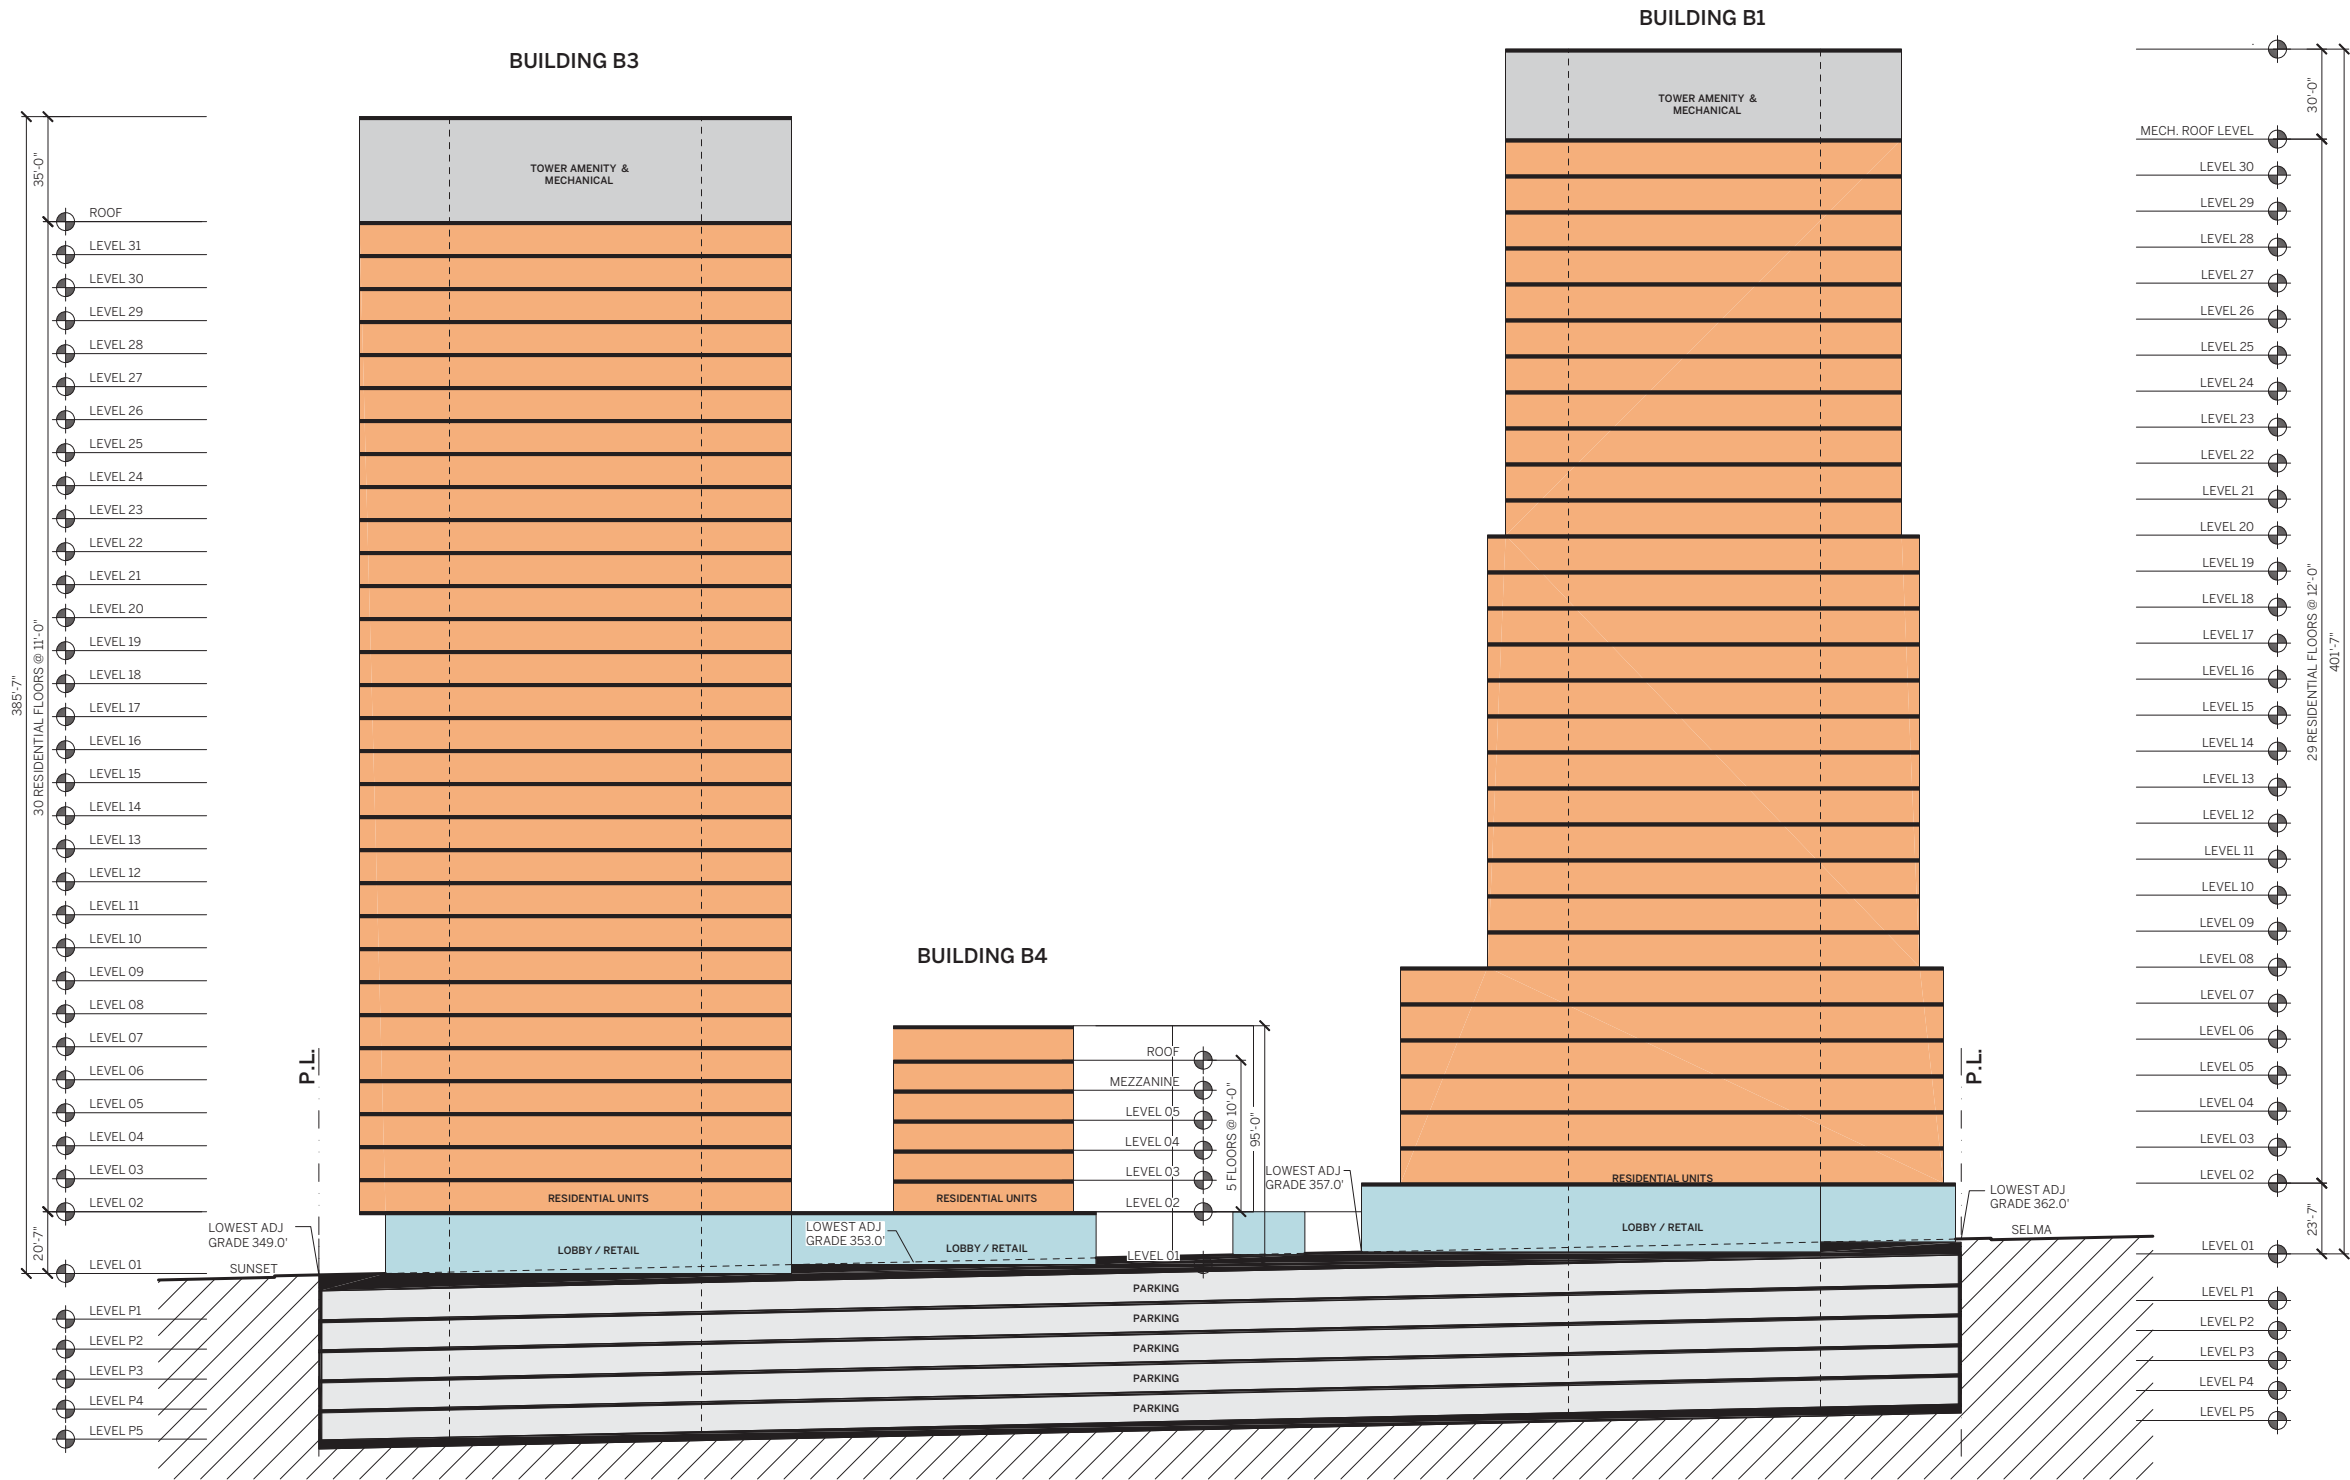 BUILDING B3
BUILDING B1
BUILDING B4
TOWER AMENITY &
MECHANICAL
TOWER AMENITY &
MECHANICAL
385'-7"
35'-0"
30 RESIDENTIAL FLOORS @ 11'-0"
20'-7"
ROOF
LEVEL 31
LEVEL 30
LEVEL 29
LEVEL 28
LEVEL 27
LEVEL 26
LEVEL 25
LEVEL 24
LEVEL 23
LEVEL 22
LEVEL 21
LEVEL 20
LEVEL 19
LEVEL 18
LEVEL 17
LEVEL 16
LEVEL 15
LEVEL 14
LEVEL 13
LEVEL 12
LEVEL 11
LEVEL 10
LEVEL 09
LEVEL 08
LEVEL 07
LEVEL 06
LEVEL 05
LEVEL 04
LEVEL 03
LEVEL 02
LEVEL 01
LEVEL P1
LEVEL P2
LEVEL P3
LEVEL P4
LEVEL P5
P.L.
LOWEST ADJ
GRADE 349.0'
SUNSET
RESIDENTIAL UNITS
LOBBY / RETAIL
LOWEST ADJ
GRADE 353.0'
RESIDENTIAL UNITS
LOBBY / RETAIL
ROOF
MEZZANINE
LEVEL 05
LEVEL 04
LEVEL 03
LEVEL 02
LEVEL 01
5 FLOORS @ 10'-0"
95'-0"
LOWEST ADJ
GRADE 357.0'
RESIDENTIAL UNITS
LOBBY / RETAIL
PARKING
PARKING
PARKING
PARKING
PARKING
P.L.
LOWEST ADJ
GRADE 362.0'
SELMA
MECH. ROOF LEVEL
LEVEL 30
LEVEL 29
LEVEL 28
LEVEL 27
LEVEL 26
LEVEL 25
LEVEL 24
LEVEL 23
LEVEL 22
LEVEL 21
LEVEL 20
LEVEL 19
LEVEL 18
LEVEL 17
LEVEL 16
LEVEL 15
LEVEL 14
LEVEL 13
LEVEL 12
LEVEL 11
LEVEL 10
LEVEL 09
LEVEL 08
LEVEL 07
LEVEL 06
LEVEL 05
LEVEL 04
LEVEL 03
LEVEL 02
LEVEL 01
LEVEL P1
LEVEL P2
LEVEL P3
LEVEL P4
LEVEL P5
30'-0"
29 RESIDENTIAL FLOORS @ 12'-0"
23'-7"
401'-7"